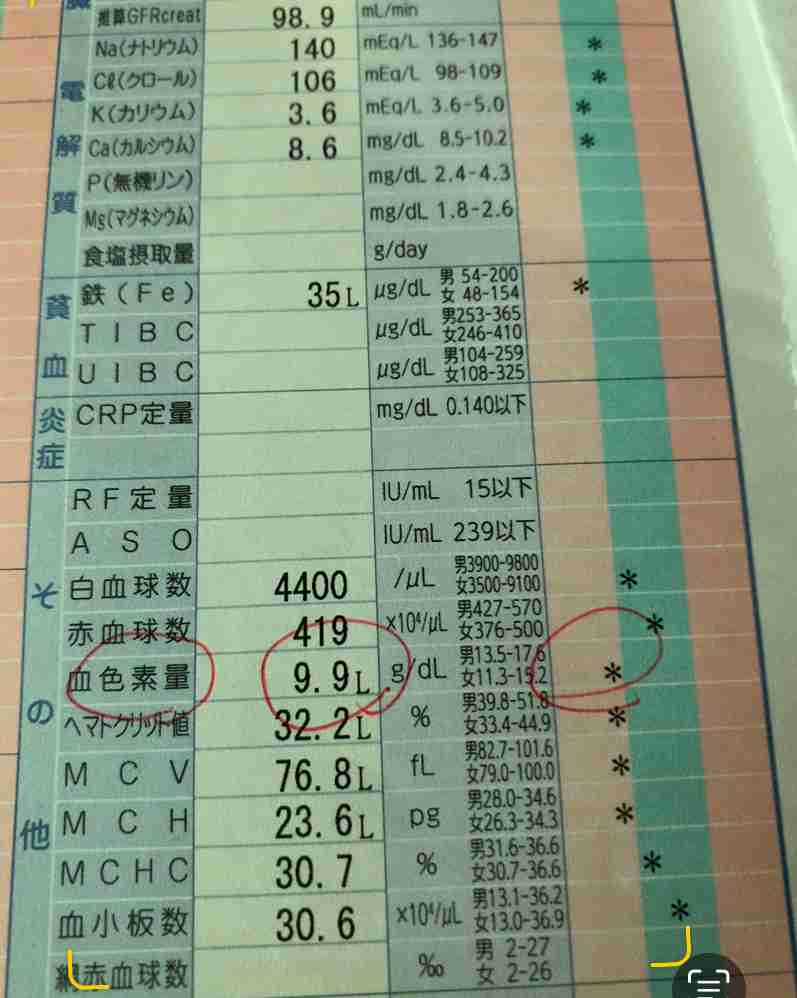 推算GFRcreat 98.9 mL/min
Na(ナトリウム) 140 mEq/L 136-147 *
Cℓ(クロール) 106 mEq/L 98-109 *
K(カリウム) 3.6 mEq/L 3.6-5.0 *
Ca(カルシウム) 8.6 mg/dL 8.5-10.2 *
P(無機リン) mg/dL 2.4-4.3
Mg(マグネシウム) mg/dL 1.8-2.6
食塩摂取量 g/day
電解質
鉄(Fe) 35L μg/dL 男 54-200 *
女 48-154
TIBC μg/dL 男253-365
女246-410
UIBC μg/dL 男104-259
女108-325
貧血
CRP定量 mg/dL 0.140以下
炎症
RF定量 IU/mL 15以下
ASO IU/mL 239以下
白血球数 4400 /μL 男3900-9800 *
女3500-9100
赤血球数 419 ×10⁴/μL 男427-570 *
女376-500
血色素量 9.9L g/dL 男13.5-17.6 *
女11.3-15.2
ヘマトクリット値 32.2L % 男39.8-51.8 *
女33.4-44.9
MCV 76.8L fL 男82.7-101.6 *
女79.0-100.0
MCH 23.6L pg 男28.0-34.6 *
女26.3-34.3
MCHC 30.7 % 男31.6-36.6 *
女30.7-36.6
血小板数 30.6 ×10⁴/μL 男13.1-36.2 *
女13.0-36.9
網赤血球数 ‰ 男 2-27
女 2-26
その他